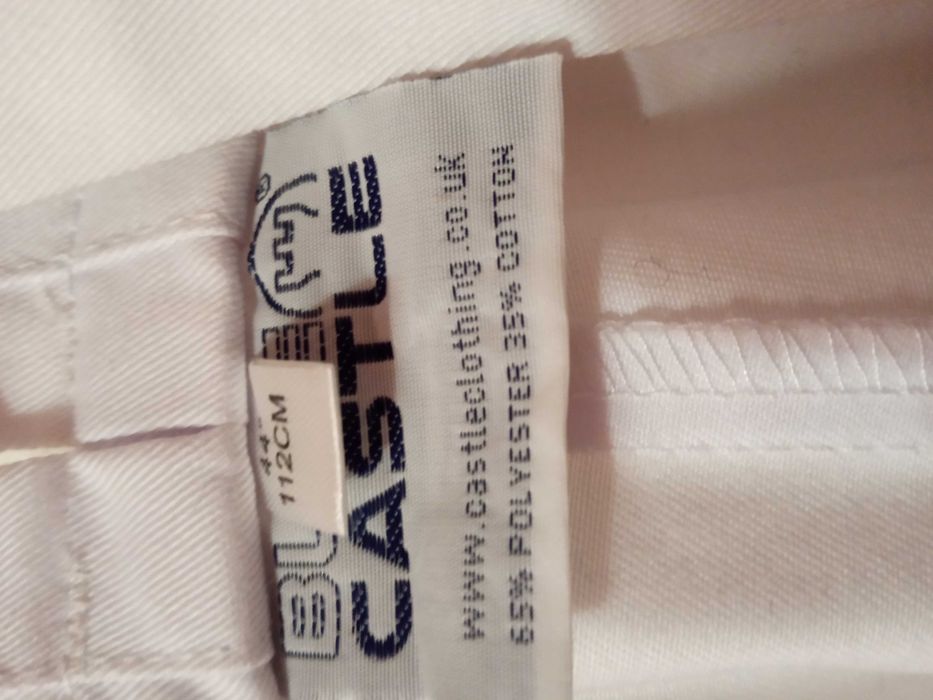 ®
CASTLE
44"
112CM
www.castleclothing.co.uk
65% POLYESTER 35% COTTON